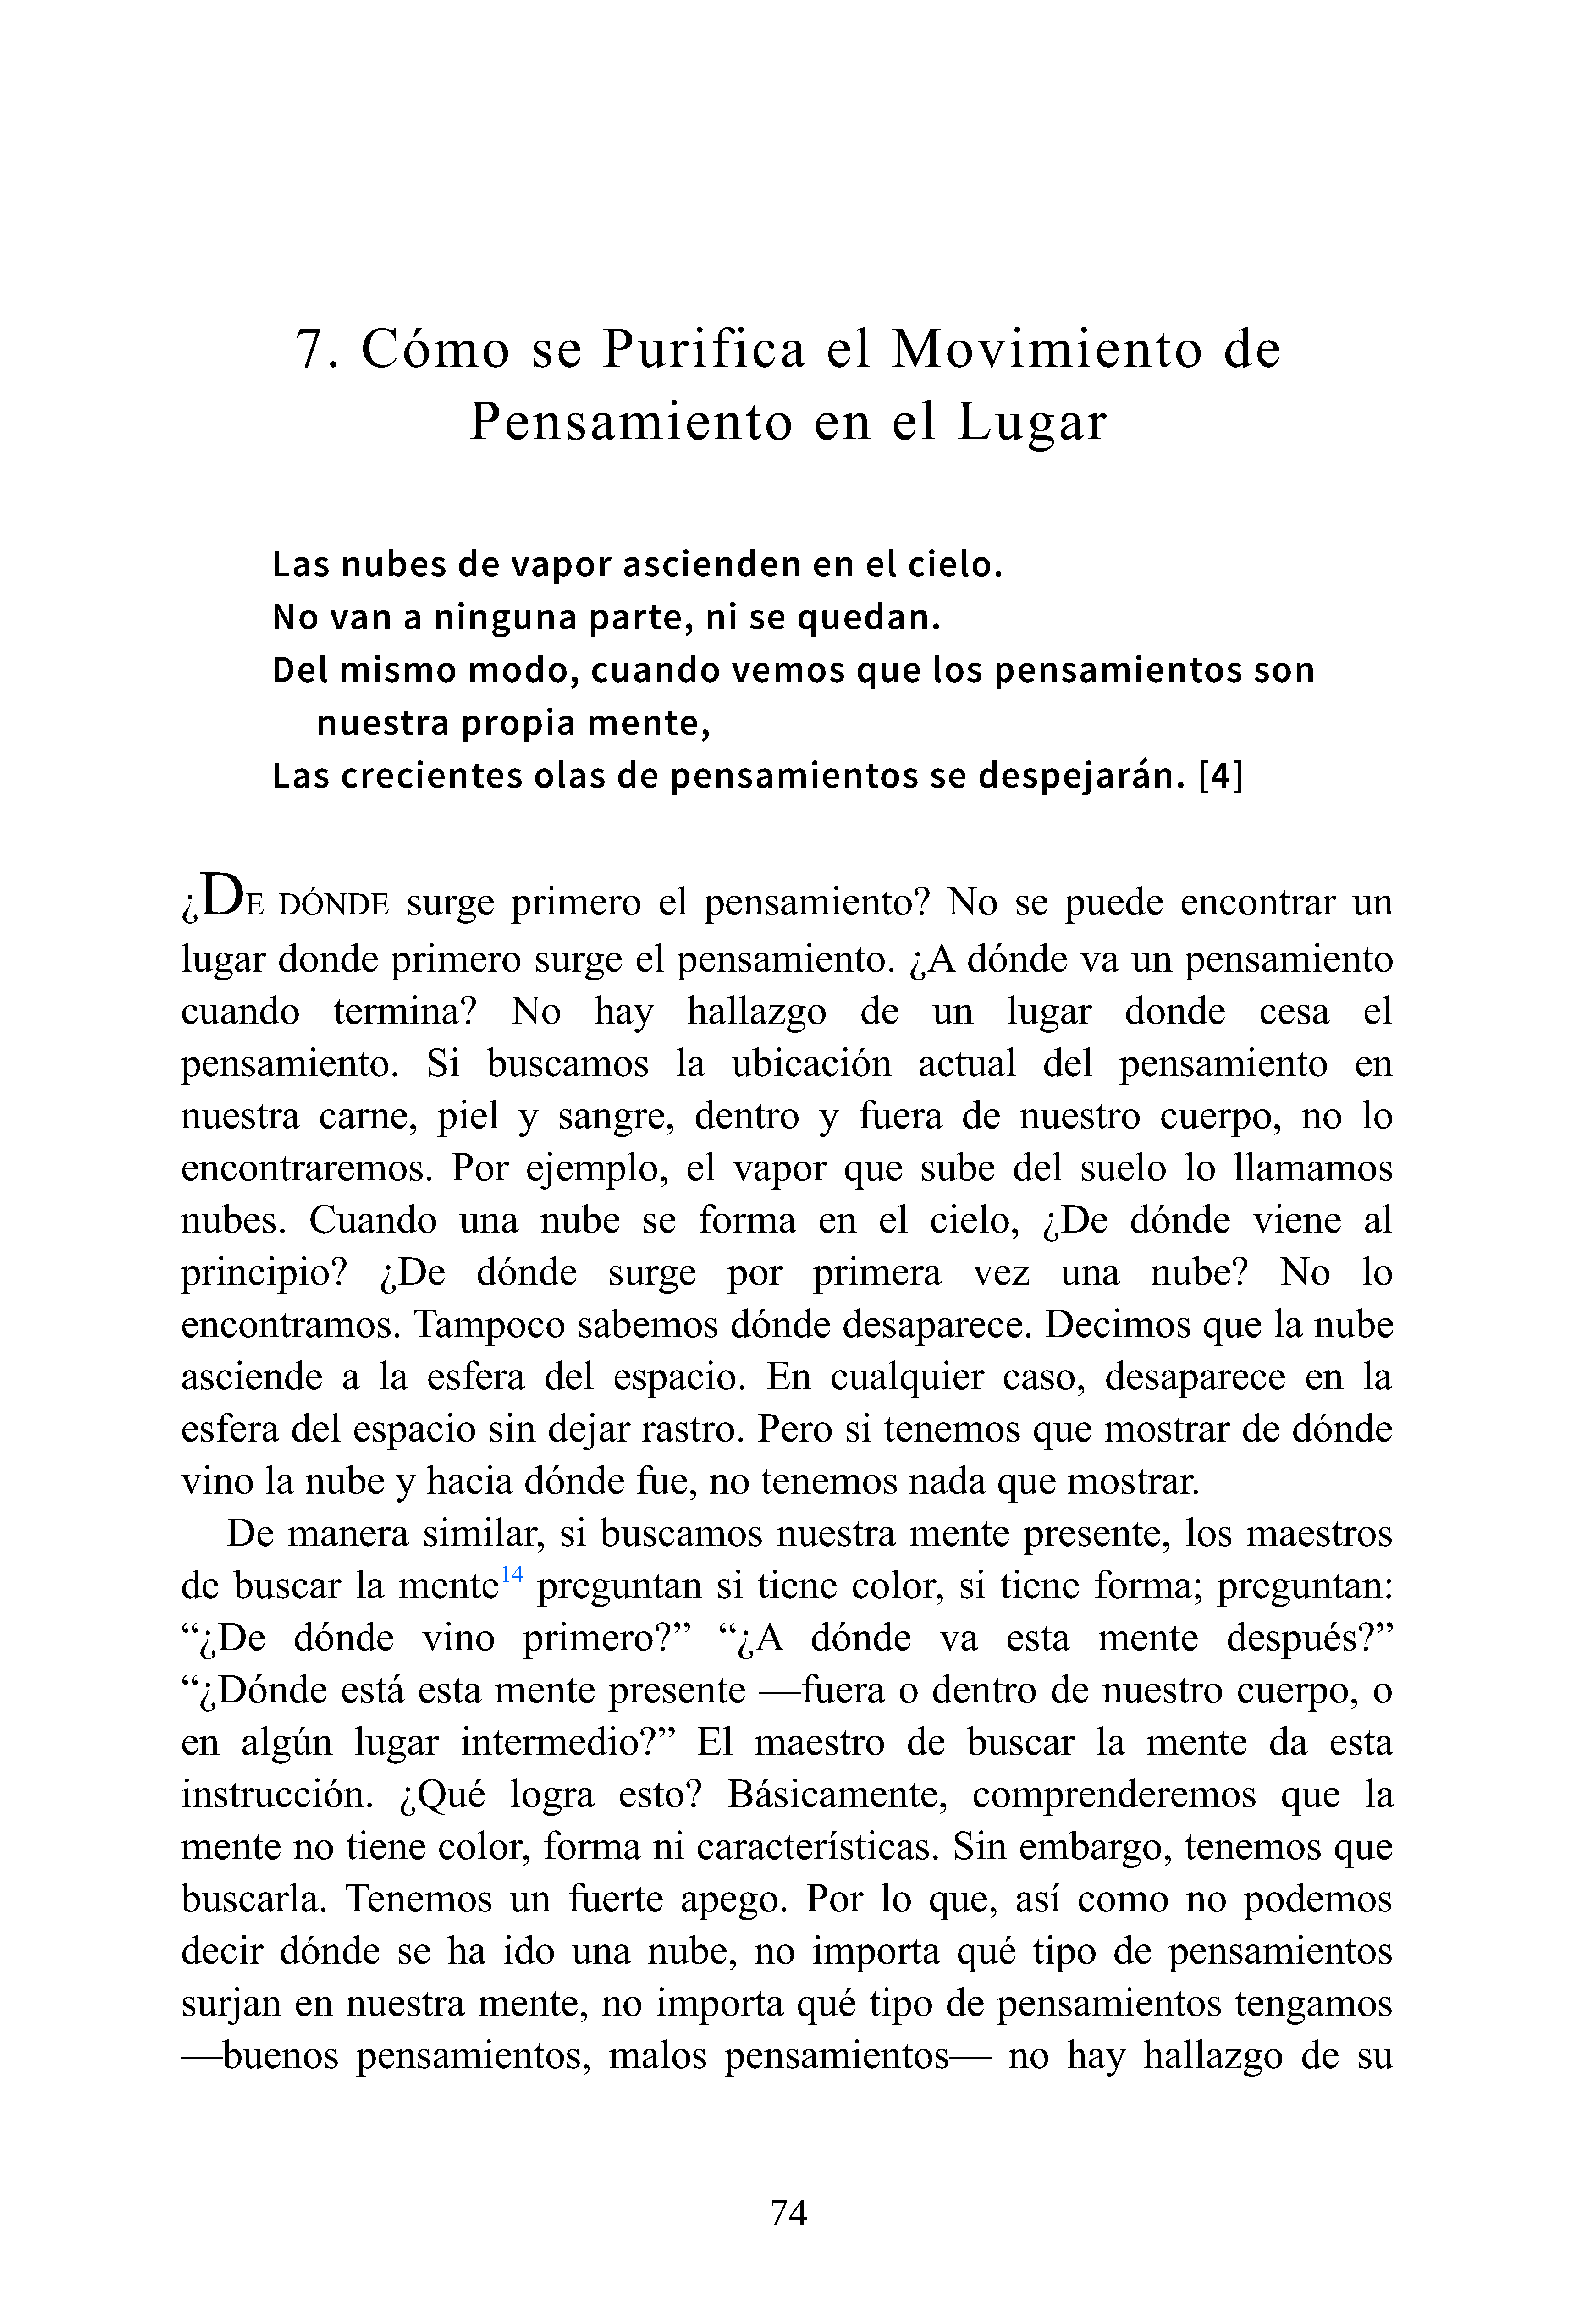 7. Cómo se Purifica el Movimiento de
Pensamiento en el Lugar
Las nubes de vapor ascienden en el cielo.
No van a ninguna parte, ni se quedan.
Del mismo modo, cuando vemos que los pensamientos son
nuestra propia mente,
Las crecientes olas de pensamientos se despejarán. [4]
¿DE DÓNDE surge primero el pensamiento? No se puede encontrar un
lugar donde primero surge el pensamiento. ¿A dónde va un pensamiento
cuando termina? No hay hallazgo de un lugar donde cesa el
pensamiento. Si buscamos la ubicación actual del pensamiento en
nuestra carne, piel y sangre, dentro y fuera de nuestro cuerpo, no lo
encontraremos. Por ejemplo, el vapor que sube del suelo lo llamamos
nubes. Cuando una nube se forma en el cielo, ¿De dónde viene al
principio? ¿De dónde surge por primera vez una nube? No lo
encontramos. Tampoco sabemos dónde desaparece. Decimos que la nube
asciende a la esfera del espacio. En cualquier caso, desaparece en la
esfera del espacio sin dejar rastro. Pero si tenemos que mostrar de dónde
vino la nube y hacia dónde fue, no tenemos nada que mostrar.
De manera similar, si buscamos nuestra mente presente, los maestros
de buscar la mente14 preguntan si tiene color, si tiene forma; preguntan:
“¿De dónde vino primero?” “¿A dónde va esta mente después?”
“¿Dónde está esta mente presente —fuera o dentro de nuestro cuerpo, o
en algún lugar intermedio?” El maestro de buscar la mente da esta
instrucción. ¿Qué logra esto? Básicamente, comprenderemos que la
mente no tiene color, forma ni características. Sin embargo, tenemos que
buscarla. Tenemos un fuerte apego. Por lo que, así como no podemos
decir dónde se ha ido una nube, no importa qué tipo de pensamientos
surjan en nuestra mente, no importa qué tipo de pensamientos tengamos
—buenos pensamientos, malos pensamientos— no hay hallazgo de su
74